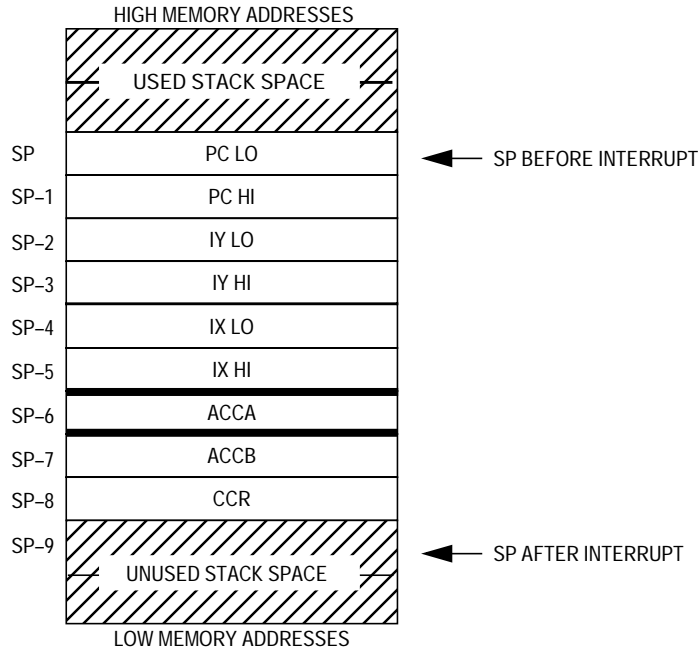 HIGH MEMORY ADDRESSES
USED STACK SPACE
SP PC LO SP BEFORE INTERRUPT
SP–1 PC HI
SP–2 IY LO
SP–3 IY HI
SP–4 IX LO
SP–5 IX HI
SP–6 ACCA
SP–7 ACCB
SP–8 CCR
SP–9 SP AFTER INTERRUPT
UNUSED STACK SPACE
LOW MEMORY ADDRESSES